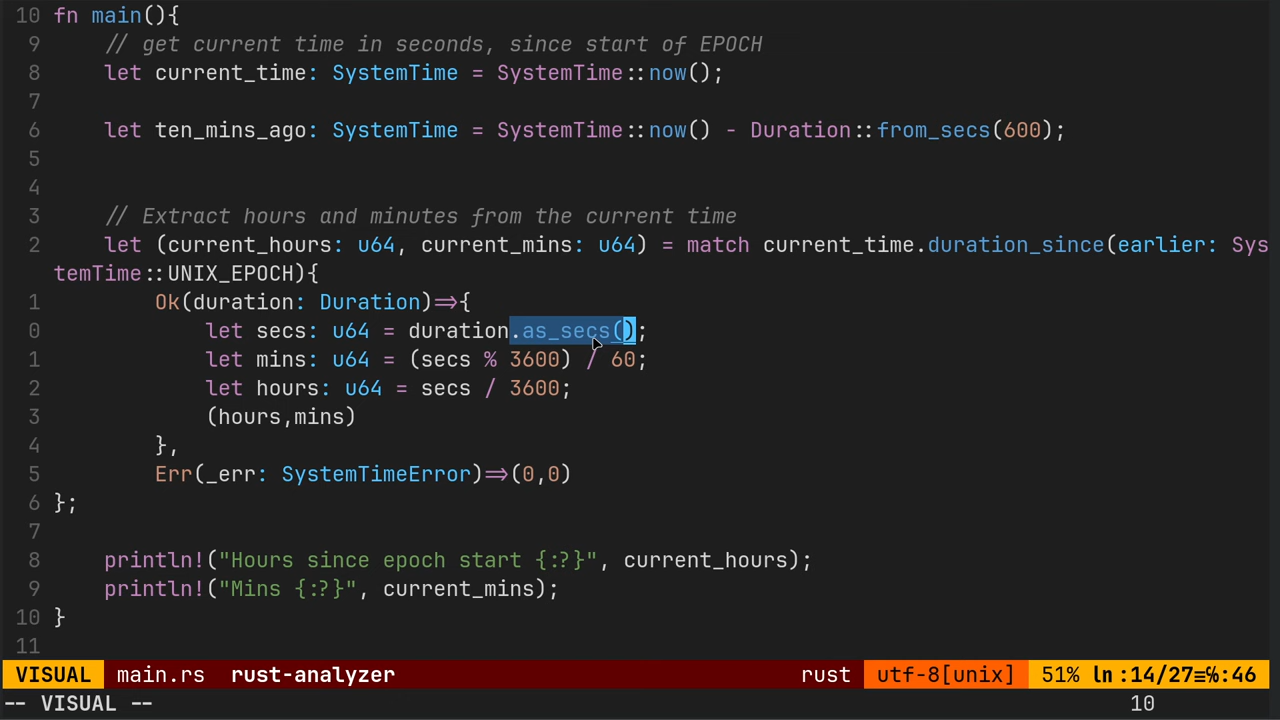 10 fn main(){
9 // get current time in seconds, since start of EPOCH
8 let current_time: SystemTime = SystemTime::now();
7
6 let ten_mins_ago: SystemTime = SystemTime::now() - Duration::from_secs(600);
5
4
3 // Extract hours and minutes from the current time
2 let (current_hours: u64, current_mins: u64) = match current_time.duration_since(earlier: Sys
temTime::UNIX_EPOCH){
1 Ok(duration: Duration)=>{
0 let secs: u64 = duration.as_secs();
1 let mins: u64 = (secs % 3600) / 60;
2 let hours: u64 = secs / 3600;
3 (hours,mins)
4 },
5 Err(_err: SystemTimeError)=>(0,0)
6 };
7
8 println!("Hours since epoch start {:?}", current_hours);
9 println!("Mins {:?}", current_mins);
10 }
11
VISUAL main.rs rust-analyzer rust utf-8[unix] 51% ln :14/27≡℅:46
-- VISUAL -- 10